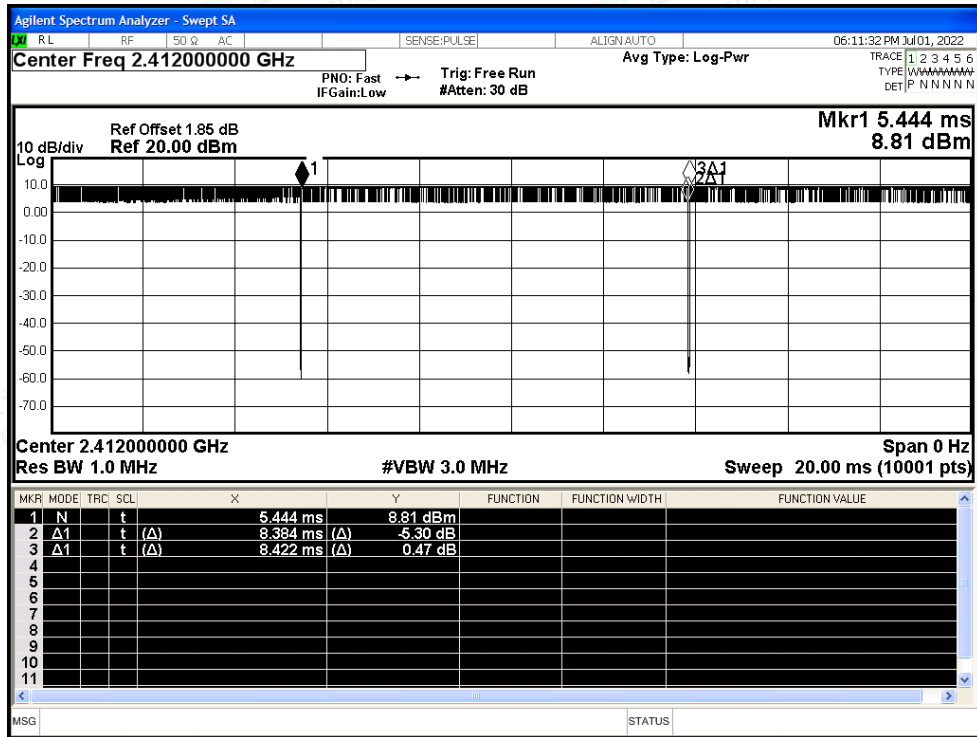 Agilent Spectrum Analyzer - Swept SA
LXI RL RF 50 Ω AC SENSE:PULSE ALIGN AUTO 06:11:32 PM Jul 01, 2022
Center Freq 2.412000000 GHz
PNO: Fast
IFGain:Low
Trig: Free Run
#Atten: 30 dB
Avg Type: Log-Pwr
TRACE 1 2 3 4 5 6
TYPE
DET P N N N N N
Mkr1 5.444 ms
8.81 dBm
Ref Offset 1.85 dB
10 dB/div Ref 20.00 dBm
Log
1
3Δ1
2Δ1
10.0
0.00
-10.0
-20.0
-30.0
-40.0
-50.0
-60.0
-70.0
Center 2.412000000 GHz Span 0 Hz
Res BW 1.0 MHz #VBW 3.0 MHz Sweep 20.00 ms (10001 pts)
MKR MODE TRC SCL X Y FUNCTION FUNCTION WIDTH FUNCTION VALUE
1 N t 5.444 ms 8.81 dBm
2 Δ1 t (Δ) 8.384 ms (Δ) -5.30 dB
3 Δ1 t (Δ) 8.422 ms (Δ) 0.47 dB
4
5
6
7
8
9
10
11
MSG STATUS